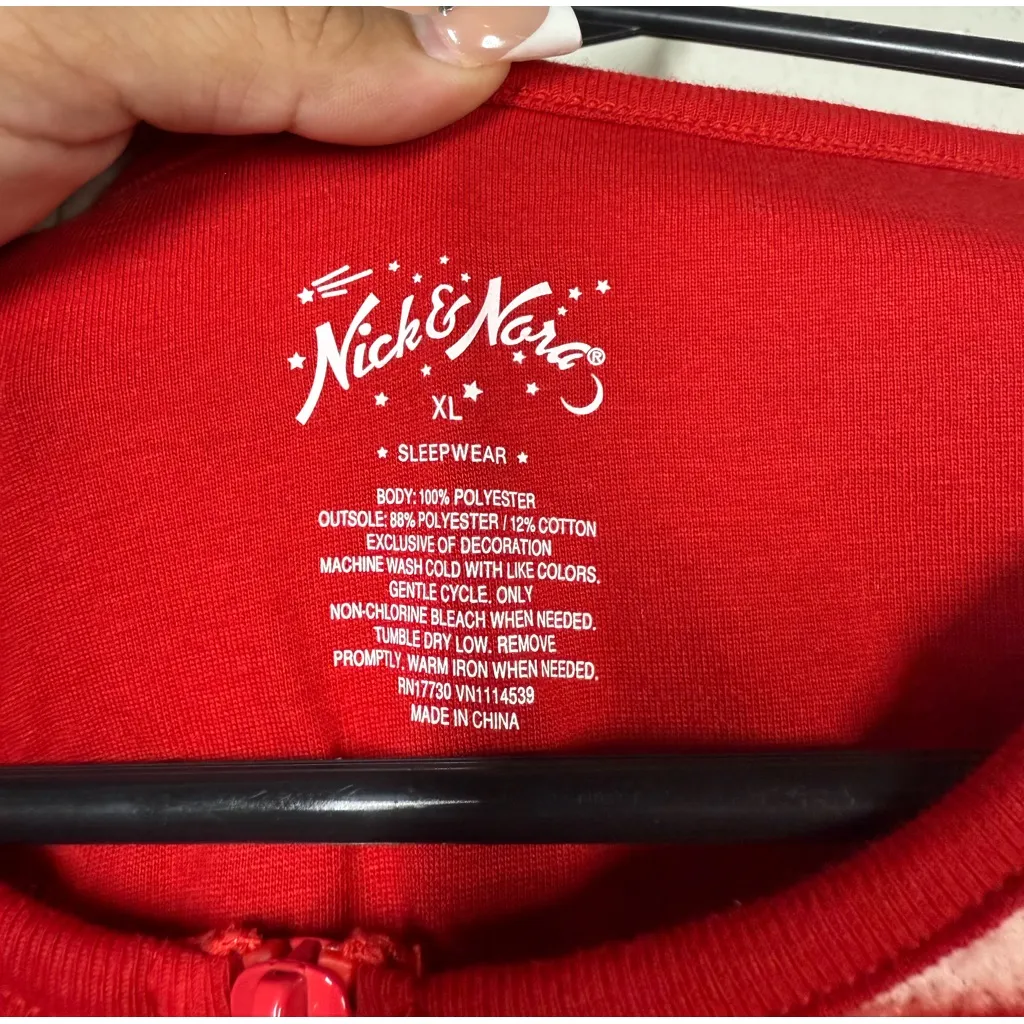 Nick & Nora®
XL
SLEEPWEAR
BODY: 100% POLYESTER
OUTSOLE: 88% POLYESTER / 12% COTTON
EXCLUSIVE OF DECORATION
MACHINE WASH COLD WITH LIKE COLORS.
GENTLE CYCLE. ONLY
NON-CHLORINE BLEACH WHEN NEEDED.
TUMBLE DRY LOW. REMOVE
PROMPTLY. WARM IRON WHEN NEEDED.
RN17730 VN1114539
MADE IN CHINA